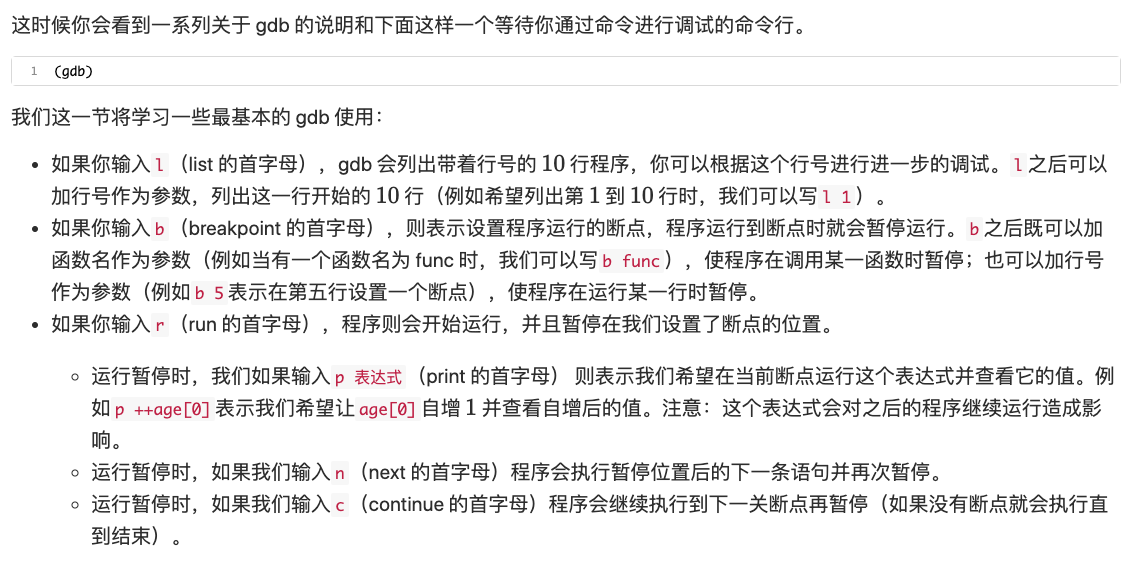 这时候你会看到一系列关于 gdb 的说明和下面这样一个等待你通过命令进行调试的命令行。
1 (gdb)
我们这一节将学习一些最基本的 gdb 使用：
• 如果你输入 l （list 的首字母），gdb 会列出带着行号的 10 行程序，你可以根据这个行号进行进一步的调试。l 之后可以
加行号作为参数，列出这一行开始的 10 行（例如希望列出第 1 到 10 行时，我们可以写 l 1 ）。
• 如果你输入 b （breakpoint 的首字母），则表示设置程序运行的断点，程序运行到断点时就会暂停运行。b 之后既可以加
函数名作为参数（例如当有一个函数名为 func 时，我们可以写 b func ），使程序在调用某一函数时暂停；也可以加行号
作为参数（例如 b 5 表示在第五行设置一个断点），使程序在运行某一行时暂停。
• 如果你输入 r （run 的首字母），程序则会开始运行，并且暂停在我们设置了断点的位置。
◦ 运行暂停时，我们如果输入 p 表达式 （print 的首字母） 则表示我们希望在当前断点运行这个表达式并查看它的值。例
如 p ++age[0] 表示我们希望让 age[0] 自增 1 并查看自增后的值。注意：这个表达式会对之后的程序继续运行造成影
响。
◦ 运行暂停时，如果我们输入 n （next 的首字母）程序会执行暂停位置后的下一条语句并再次暂停。
◦ 运行暂停时，如果我们输入 c （continue 的首字母）程序会继续执行到下一关断点再暂停（如果没有断点就会执行直
到结束）。